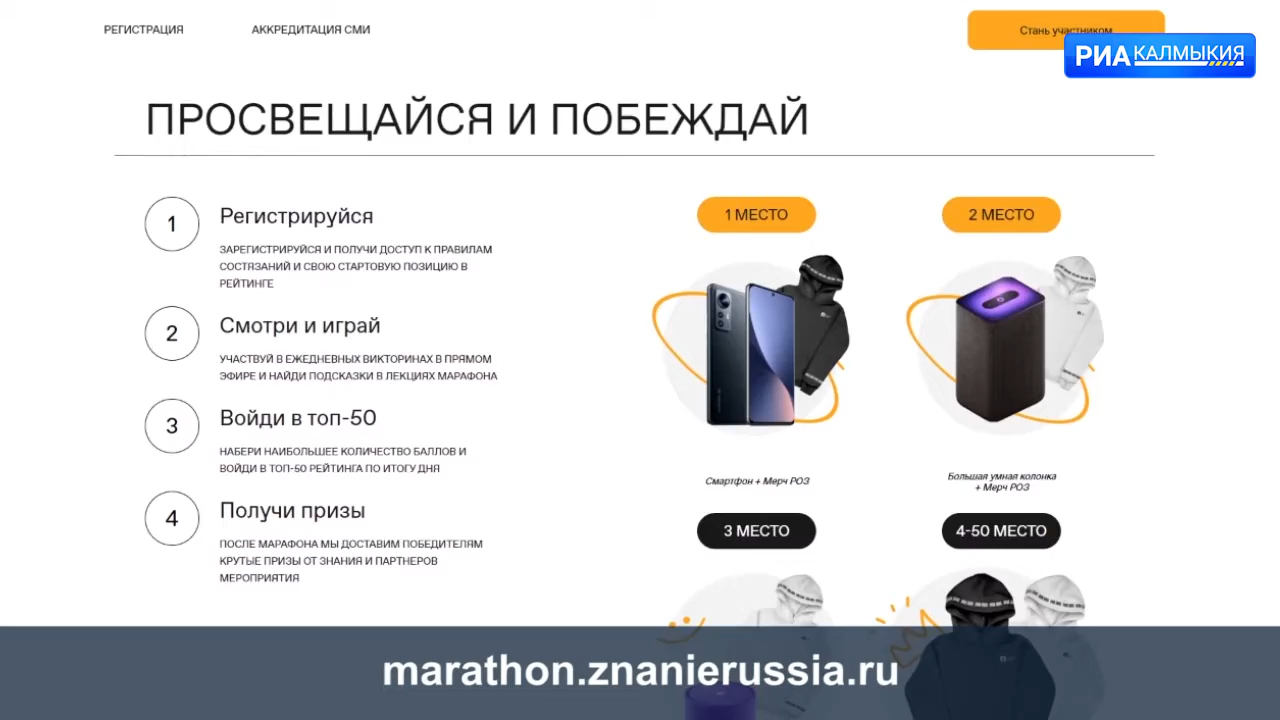 РЕГИСТРАЦИЯ
АККРЕДИТАЦИЯ СМИ
Стань участником
РИА КАЛМЫКИЯ
ПРОСВЕЩАЙСЯ И ПОБЕЖДАЙ
1
Регистрируйся
ЗАРЕГИСТРИРУЙСЯ И ПОЛУЧИ ДОСТУП К ПРАВИЛАМ
СОСТЯЗАНИЙ И СВОЮ СТАРТОВУЮ ПОЗИЦИЮ В
РЕЙТИНГЕ
2
Смотри и играй
УЧАСТВУЙ В ЕЖЕДНЕВНЫХ ВИКТОРИНАХ В ПРЯМОМ
ЭФИРЕ И НАЙДИ ПОДСКАЗКИ В ЛЕКЦИЯХ МАРАФОНА
3
Войди в топ-50
НАБЕРИ НАИБОЛЬШЕЕ КОЛИЧЕСТВО БАЛЛОВ И
ВОЙДИ В ТОП-50 РЕЙТИНГА ПО ИТОГУ ДНЯ
4
Получи призы
ПОСЛЕ МАРАФОНА МЫ ДОСТАВИМ ПОБЕДИТЕЛЯМ
КРУТЫЕ ПРИЗЫ ОТ ЗНАНИЯ И ПАРТНЕРОВ
МЕРОПРИЯТИЯ
1 МЕСТО
2 МЕСТО
Смартфон + Мерч РОЗ
Большая умная колонка
+ Мерч РОЗ
3 МЕСТО
4-50 МЕСТО
marathon.znanierussia.ru